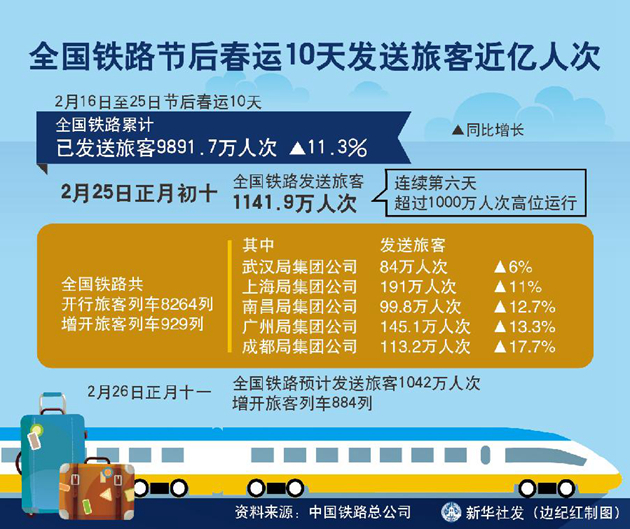 全国铁路节后春运10天发送旅客近亿人次
2月16日至25日节后春运10天
全国铁路累计
已发送旅客9891.7万人次 ▲11.3%
▲同比增长
2月25日正月初十
全国铁路发送旅客
1141.9万人次
连续第六天
超过1000万人次高位运行
全国铁路共
开行旅客列车8264列
增开旅客列车929列
其中 发送旅客
武汉局集团公司 84万人次 ▲6%
上海局集团公司 191万人次 ▲11%
南昌局集团公司 99.8万人次 ▲12.7%
广州局集团公司 145.1万人次 ▲13.3%
成都局集团公司 113.2万人次 ▲17.7%
2月26日正月十一
全国铁路预计发送旅客1042万人次
增开旅客列车884列
资料来源：中国铁路总公司 新华社发（边纪红制图）